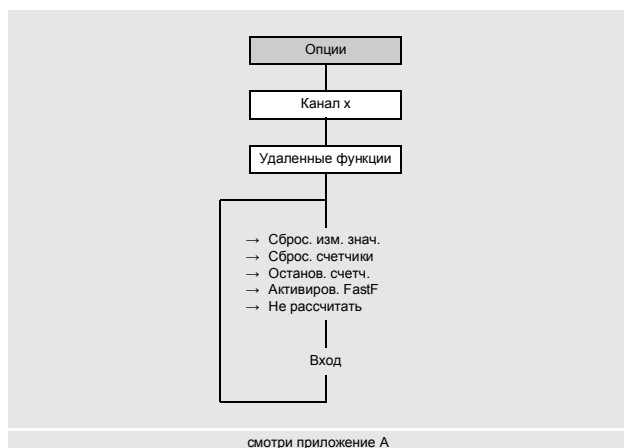 Опции
Канал x
Удаленные функции
→ Сброс. изм. знач.
→ Сброс. счетчики
→ Останов. счетч.
→ Активиров. FastF
→ Не рассчитать
Вход
смотри приложение A